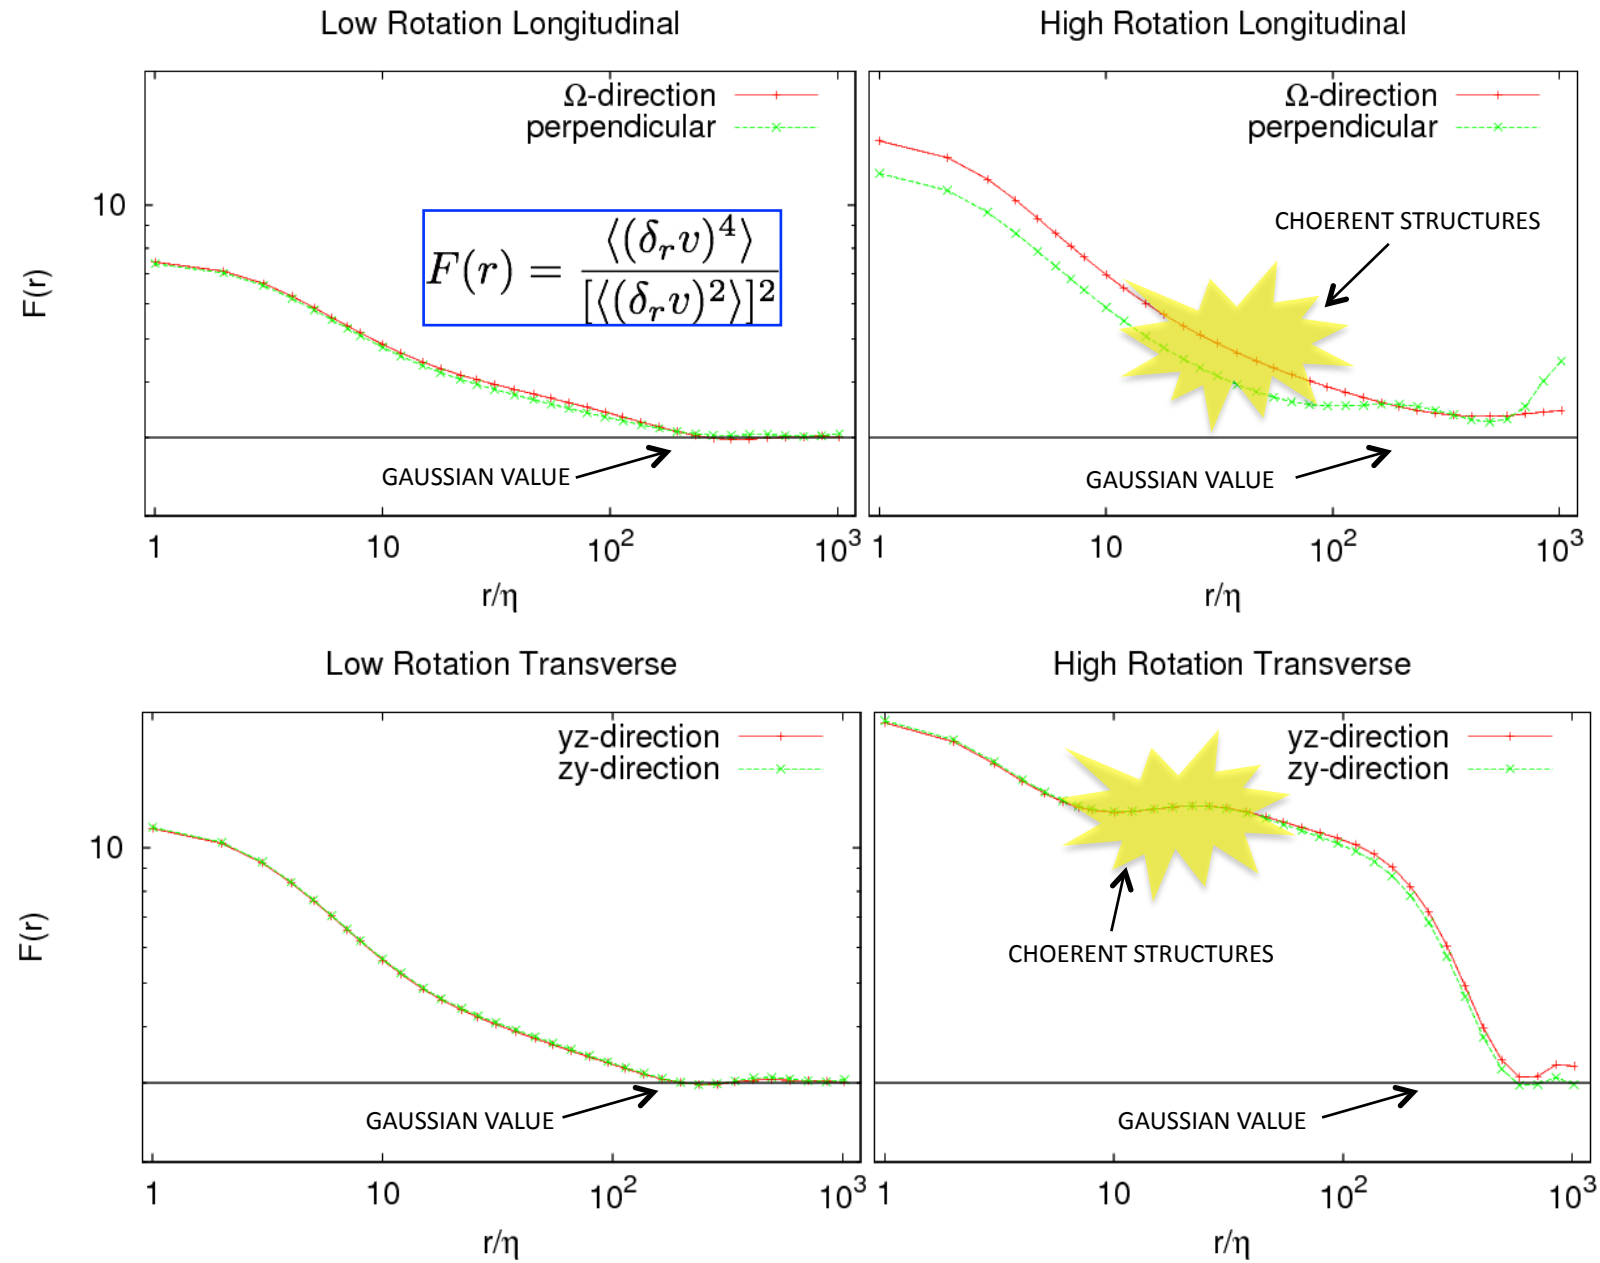 Low Rotation Longitudinal
Ω-direction
perpendicular
10
F(r)
F(r) = ⟨(δ_r v)^4⟩ / [⟨(δ_r v)^2⟩]^2
GAUSSIAN VALUE
1 10 10^2 10^3
r/η
High Rotation Longitudinal
Ω-direction
perpendicular
CHOERENT STRUCTURES
GAUSSIAN VALUE
1 10 10^2 10^3
r/η
Low Rotation Transverse
yz-direction
zy-direction
10
F(r)
GAUSSIAN VALUE
1 10 10^2 10^3
r/η
High Rotation Transverse
yz-direction
zy-direction
CHOERENT STRUCTURES
GAUSSIAN VALUE
1 10 10^2 10^3
r/η